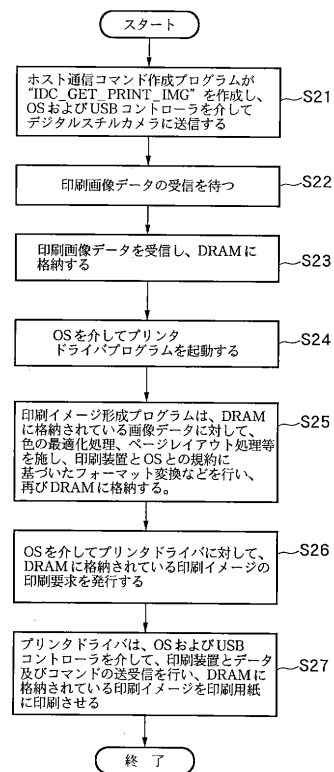 スタート
ホスト通信コマンド作成プログラムが
“IDC_GET_PRINT_IMG”を作成し、
OSおよびUSBコントローラを介して
デジタルスチルカメラに送信する
S21
印刷画像データの受信を待つ
S22
印刷画像データを受信し、DRAMに
格納する
S23
OSを介してプリンタ
ドライバプログラムを起動する
S24
印刷イメージ形成プログラムは、DRAM
に格納されている画像データに対して、
色の最適化処理、ページレイアウト処理等
を施し、印刷装置とOSとの規約に
基づいたフォーマット変換などを行い、
再びDRAMに格納する。
S25
OSを介してプリンタドライバに対して、
DRAMに格納されている印刷イメージの
印刷要求を発行する
S26
プリンタドライバは、OSおよびUSB
コントローラを介して、印刷装置とデータ
及びコマンドの送受信を行い、DRAMに
格納されている印刷イメージを印刷用紙
に印刷させる
S27
終 了